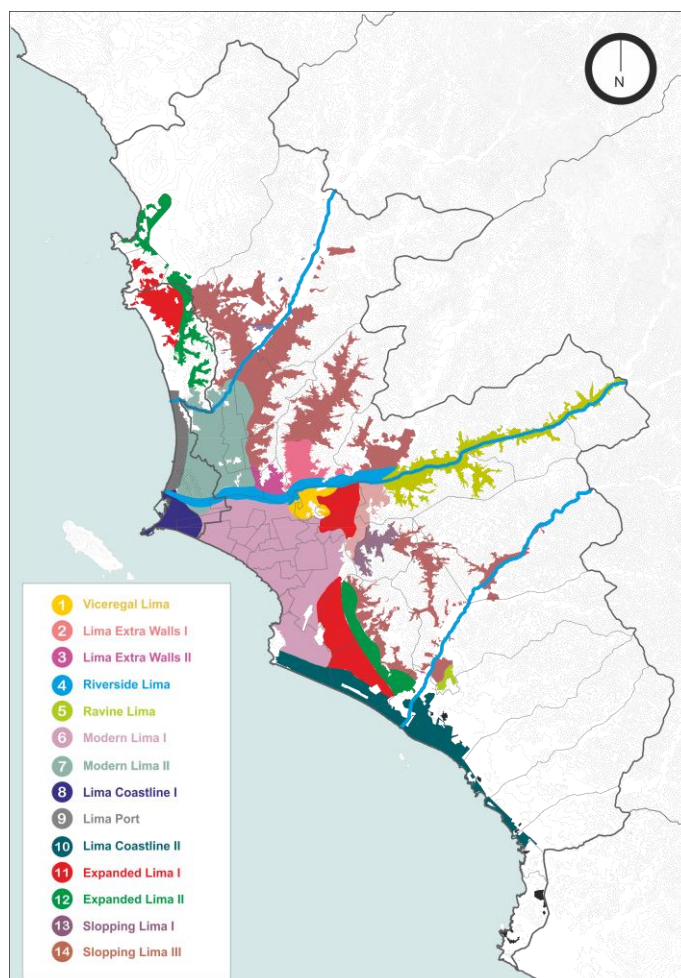 N
1 Viceregal Lima
2 Lima Extra Walls I
3 Lima Extra Walls II
4 Riverside Lima
5 Ravine Lima
6 Modern Lima I
7 Modern Lima II
8 Lima Coastline I
9 Lima Port
10 Lima Coastline II
11 Expanded Lima I
12 Expanded Lima II
13 Slopping Lima I
14 Slopping Lima III